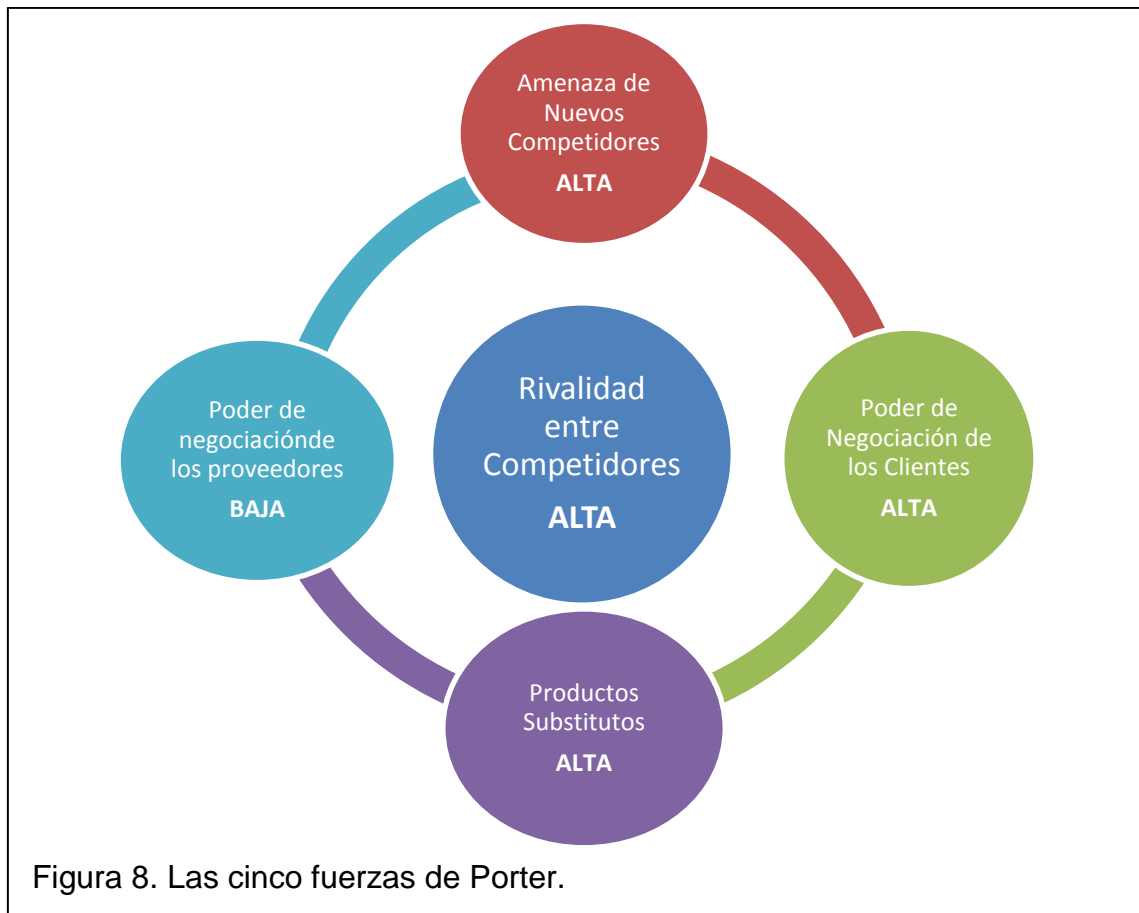 Amenaza de
Nuevos
Competidores
ALTA
Poder de
negociaciónde
los proveedores
BAJA
Rivalidad
entre
Competidores
ALTA
Poder de
Negociación de
los Clientes
ALTA
Productos
Substitutos
ALTA
Figura 8. Las cinco fuerzas de Porter.